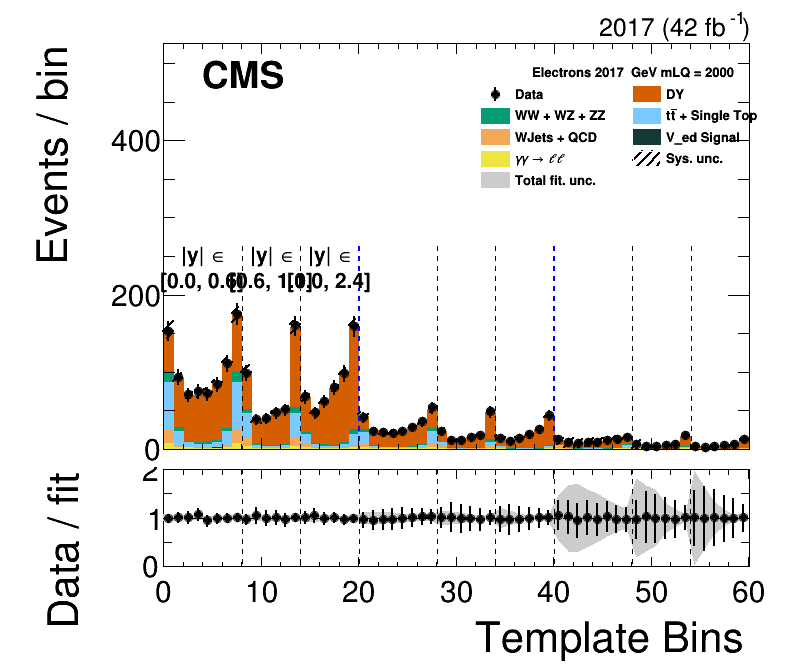 2017 (42 fb⁻¹)
CMS
Electrons 2017 GeV mLQ = 2000
Data
DY
WW + WZ + ZZ
tt̄ + Single Top
WJets + QCD
V_ed Signal
γγ → ℓℓ
Sys. unc.
Total fit. unc.
Events / bin
400
200
0
|y| ∈ |y| ∈ |y| ∈
[0.0, 0.6] [0.6, 1.0] [1.0, 2.4]
Data / fit
2
1
0
0 10 20 30 40 50 60
Template Bins